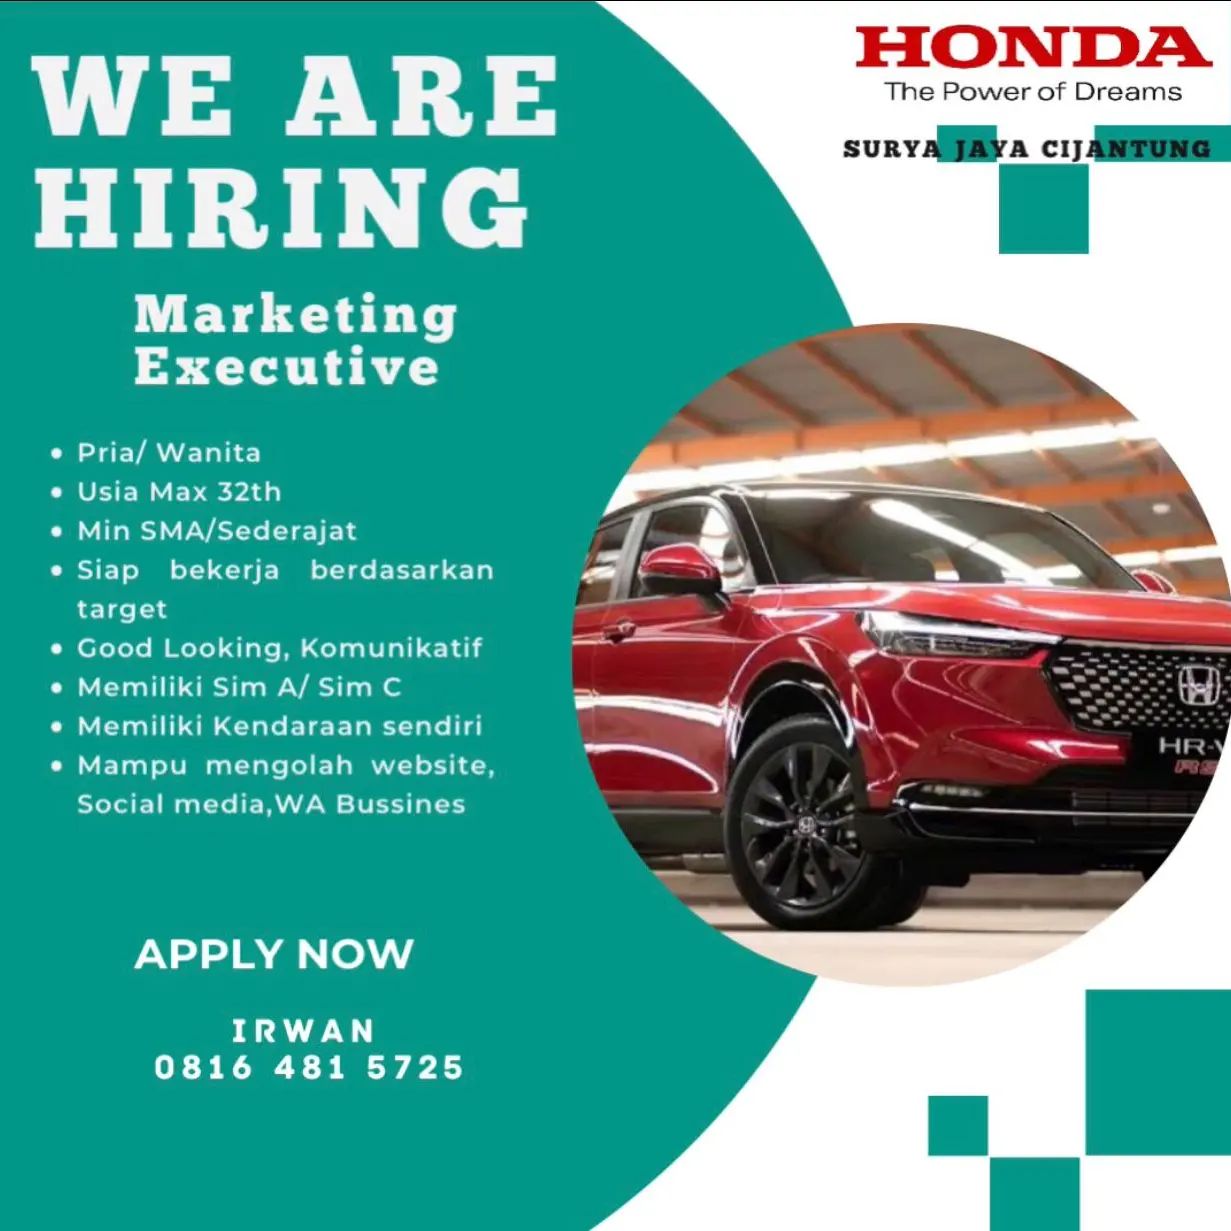 WE ARE
HIRING
HONDA
The Power of Dreams
SURYA JAYA CIJANTUNG
Marketing
Executive
Pria/ Wanita
Usia Max 32th
Min SMA/Sederajat
Siap bekerja berdasarkan
target
Good Looking, Komunikatif
Memiliki Sim A/ Sim C
Memiliki Kendaraan sendiri
Mampu mengolah website,
Social media,WA Bussines
HR-V
RS
APPLY NOW
IRWAN
0816 481 5725